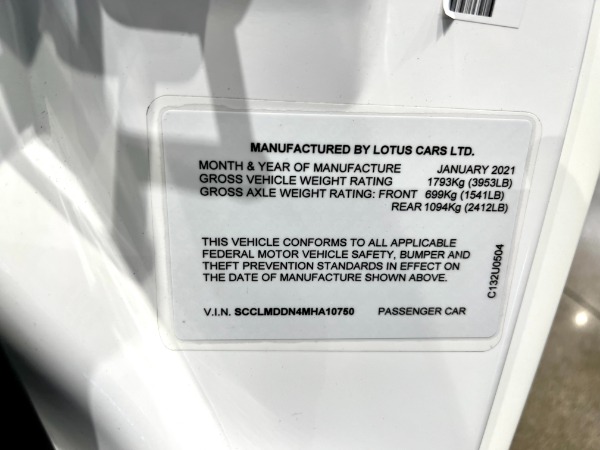 MANUFACTURED BY LOTUS CARS LTD.
MONTH & YEAR OF MANUFACTURE JANUARY 2021
GROSS VEHICLE WEIGHT RATING 1793Kg (3953LB)
GROSS AXLE WEIGHT RATING: FRONT 699Kg (1541LB)
REAR 1094Kg (2412LB)
THIS VEHICLE CONFORMS TO ALL APPLICABLE
FEDERAL MOTOR VEHICLE SAFETY, BUMPER AND
THEFT PREVENTION STANDARDS IN EFFECT ON
THE DATE OF MANUFACTURE SHOWN ABOVE.
V.I.N. SCCLMDDN4MHA10750 PASSENGER CAR
C132U0504